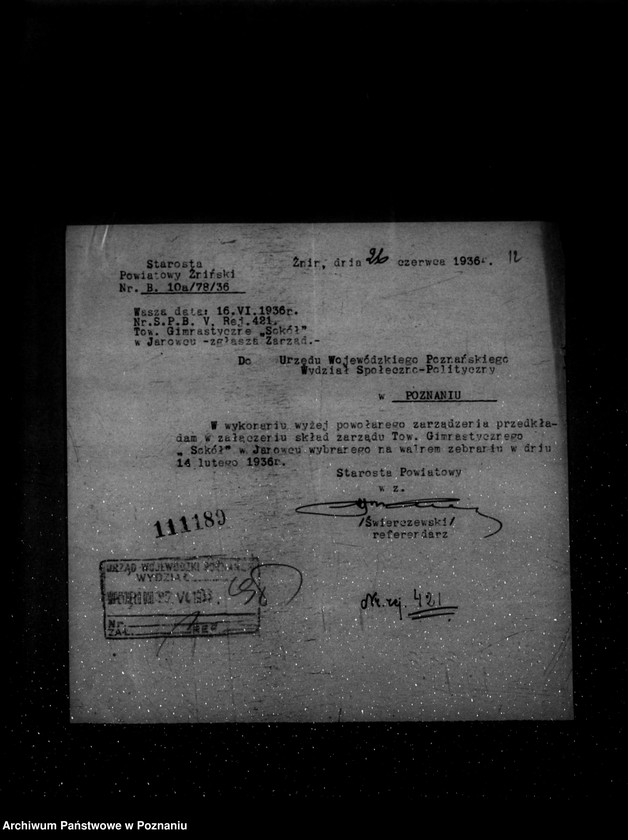 Starosta
Powiatowy Żniński
Nr. B. 10a/78/36
Żnin, dnia 26 czerwca 1936r. 12
Wasza data: 16.VI.1936r.
Nr.S.P.B. V. Rej.421.
Tow. Gimnastyczne „Sokół"
w Janowcu -zgłasza Zarząd.-
Do Urzędu Wojewódzkiego Poznańskiego
Wydział Społeczno-Polityczny
w POZNANIU
W wykonaniu wyżej powołanego zarządzenia przedkła-
dam w załączeniu skład zarządu Tow. Gimnastycznego
„ Sokół" w Janowcu wybranego na walnem zebraniu w dniu
14 lutego 1936r.
Starosta Powiatowy
w z.
/Świerczewski/
referendarz
111189
URZĄD WOJEWÓDZKI POZNAŃSKI
WYDZIAŁ
Nr.
ZAŁ.
Nr. rej. 421
Archiwum Państwowe w Poznaniu